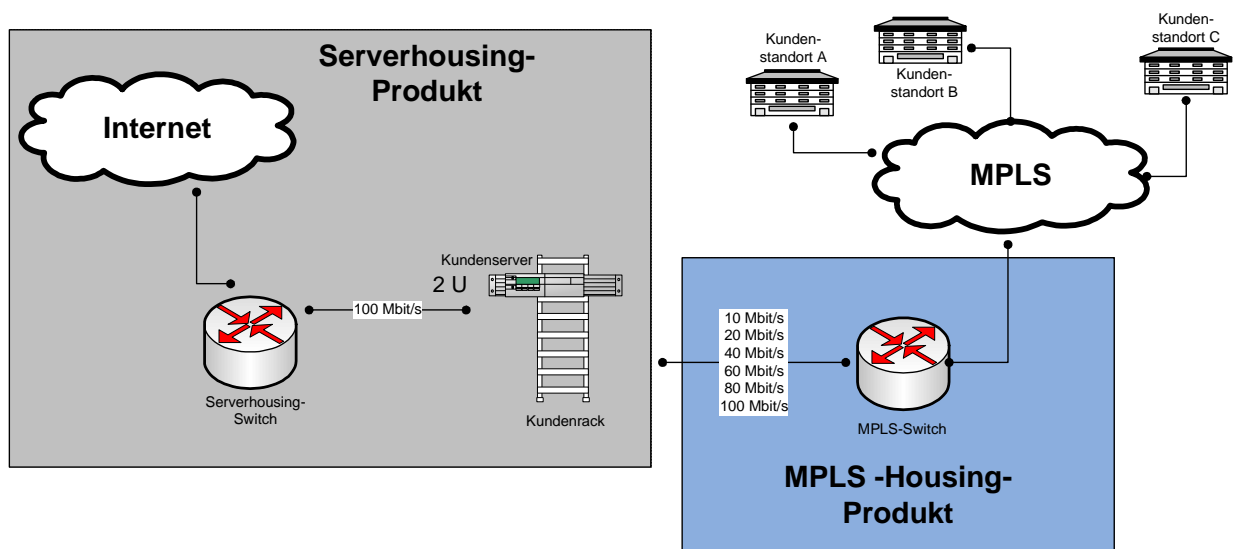 Serverhousing-
Produkt
Internet
Kundenserver
2 U
100 Mbit/s
Serverhousing-
Switch
Kundenrack
Kunden-
standort A
Kunden-
standort B
Kunden-
standort C
MPLS
10 Mbit/s
20 Mbit/s
40 Mbit/s
60 Mbit/s
80 Mbit/s
100 Mbit/s
MPLS-Switch
MPLS -Housing-
Produkt